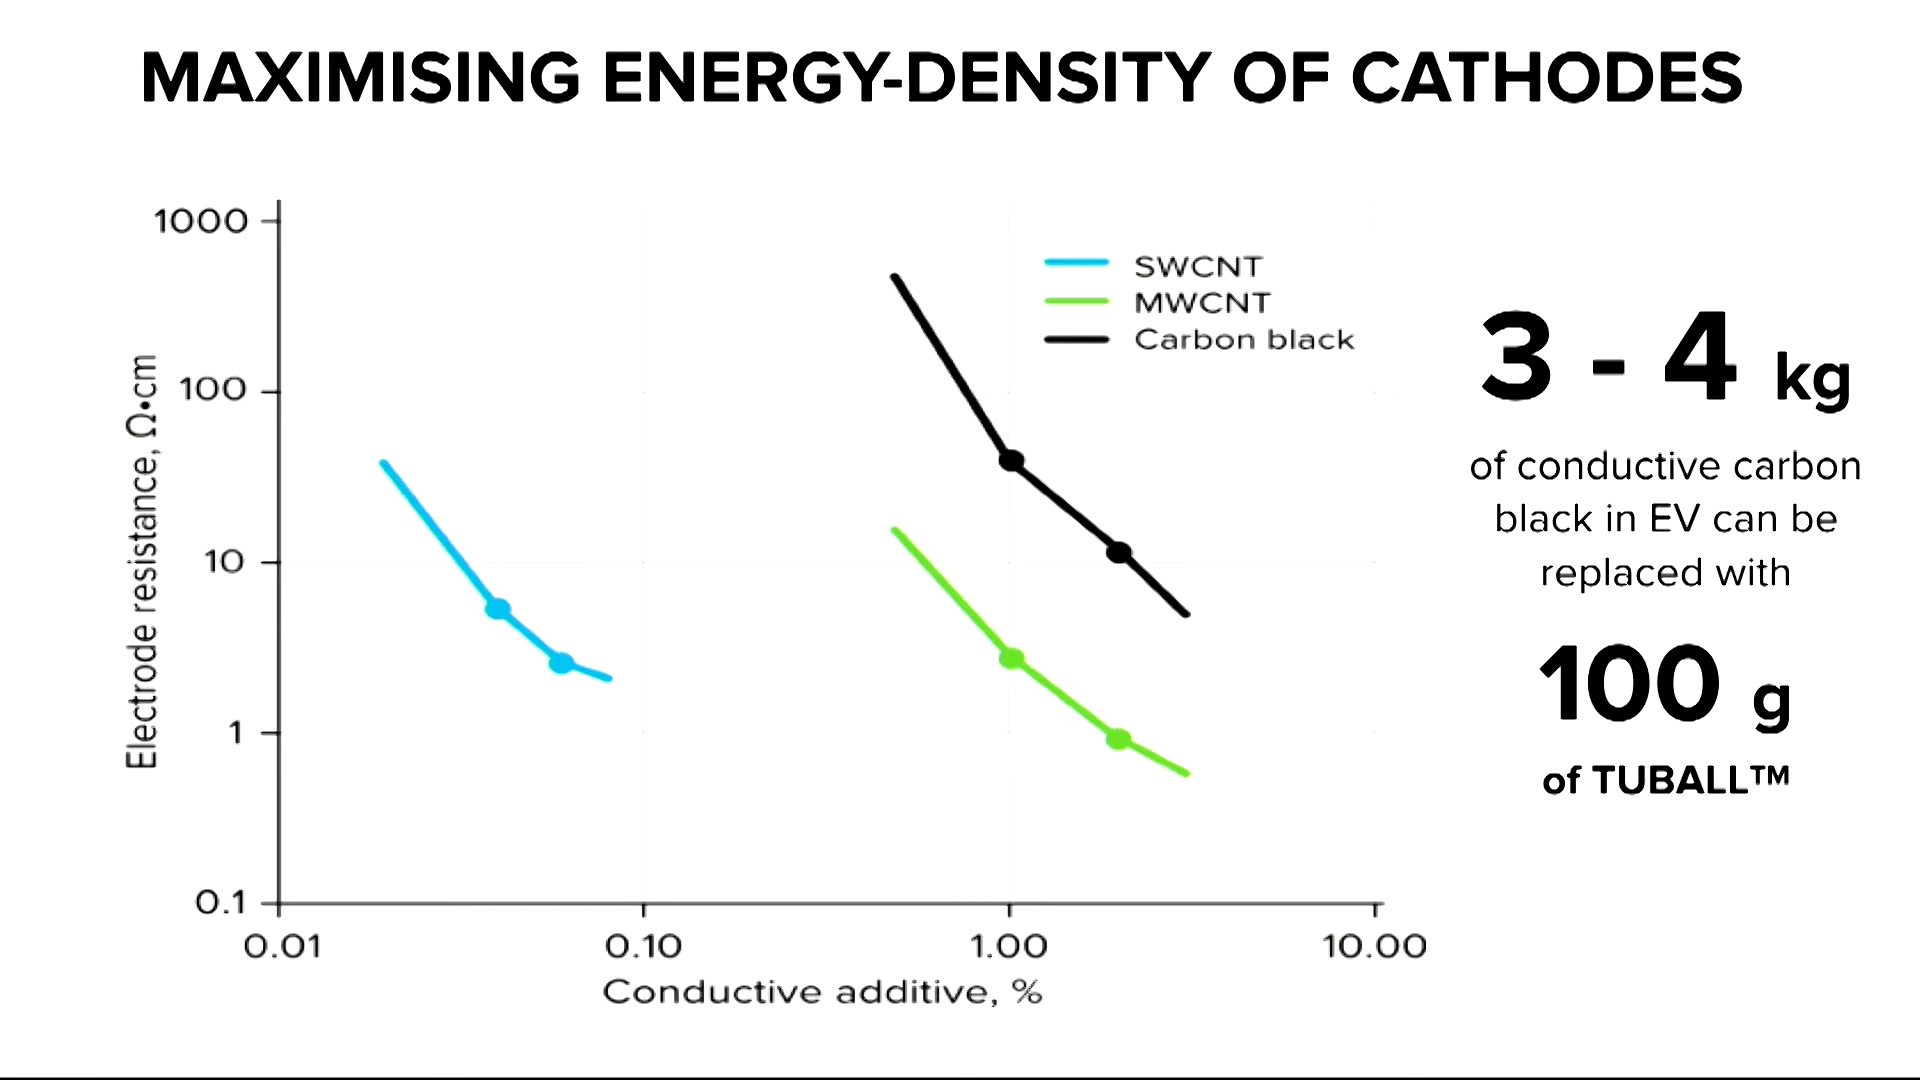 MAXIMISING ENERGY-DENSITY OF CATHODES
1000
100
10
1
0.1
Electrode resistance, Ω•cm
0.01
0.10
1.00
10.00
Conductive additive, %
SWCNT
MWCNT
Carbon black
3 - 4 kg
of conductive carbon
black in EV can be
replaced with
100 g
of TUBALL™